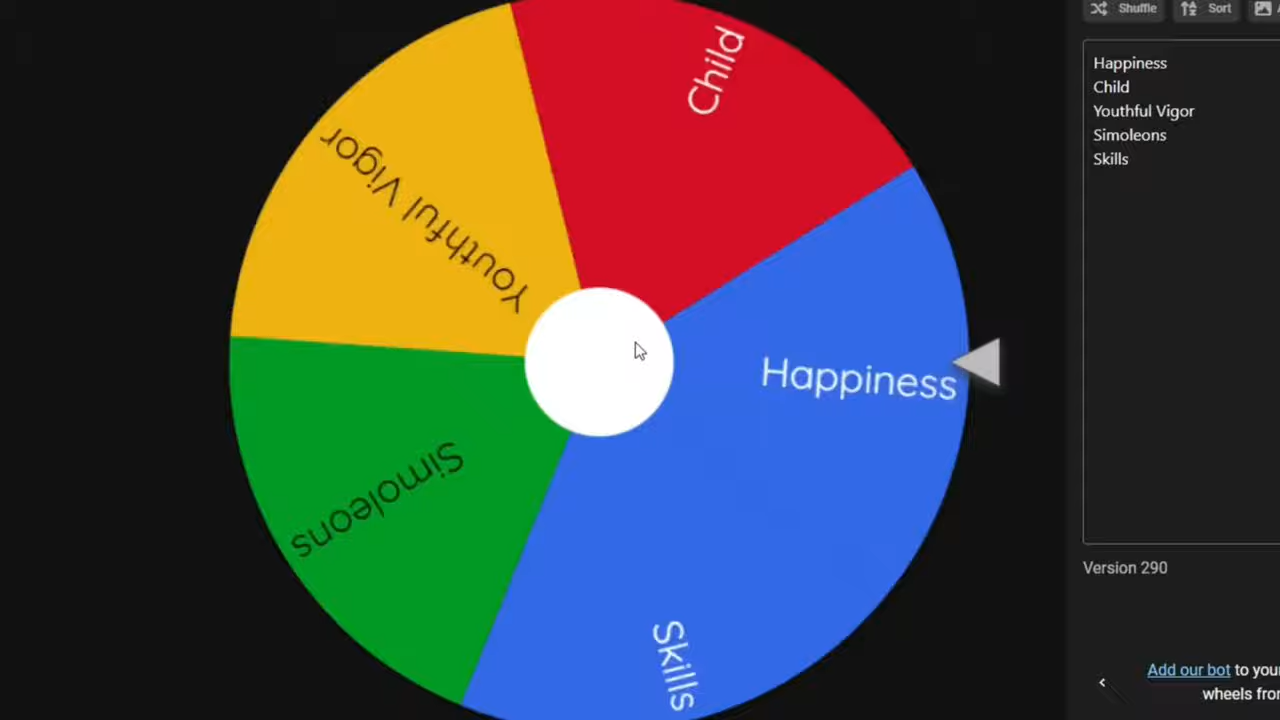 Shuffle
Sort
Child
Youthful Vigor
Happiness
Simoleons
Skills
Happiness
Child
Youthful Vigor
Simoleons
Skills
Version 290
Add our bot to your
wheels from